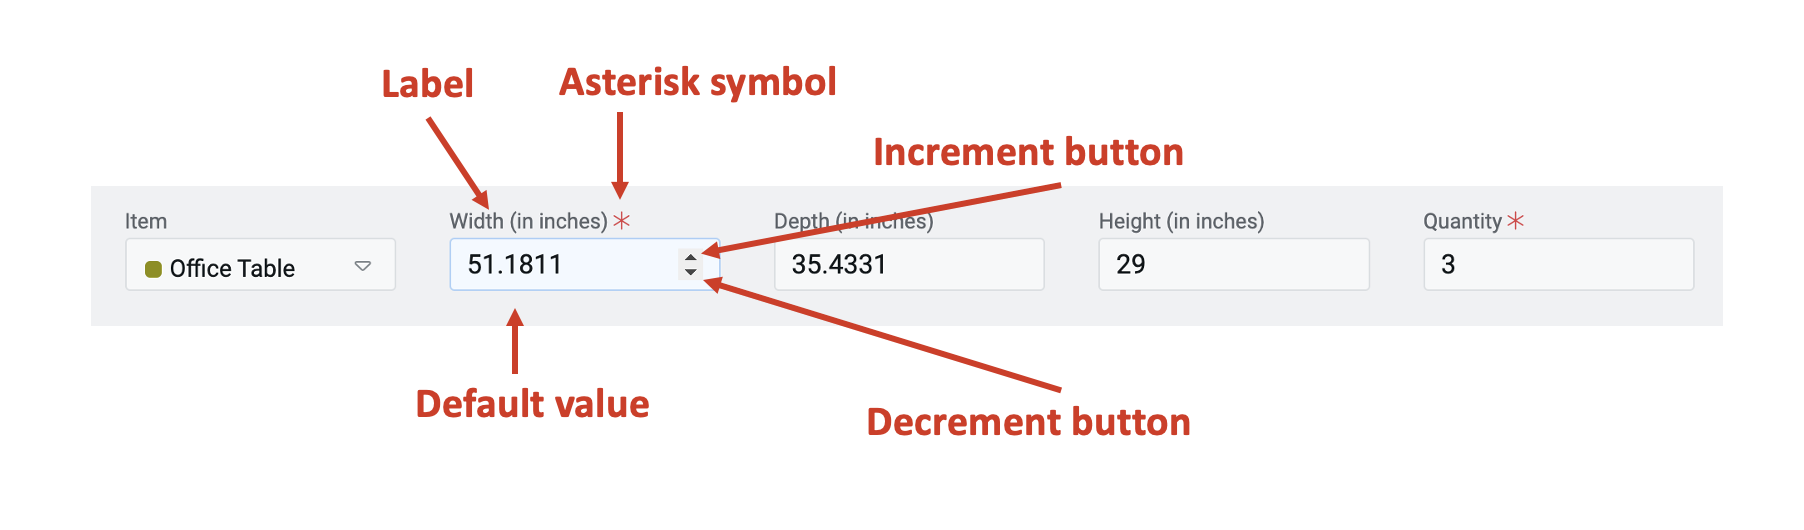 Label
Asterisk symbol
Increment button
Item
Width (in inches) *
Depth (in inches)
Height (in inches)
Quantity *
Office Table
51.1811
35.4331
29
3
Default value
Decrement button